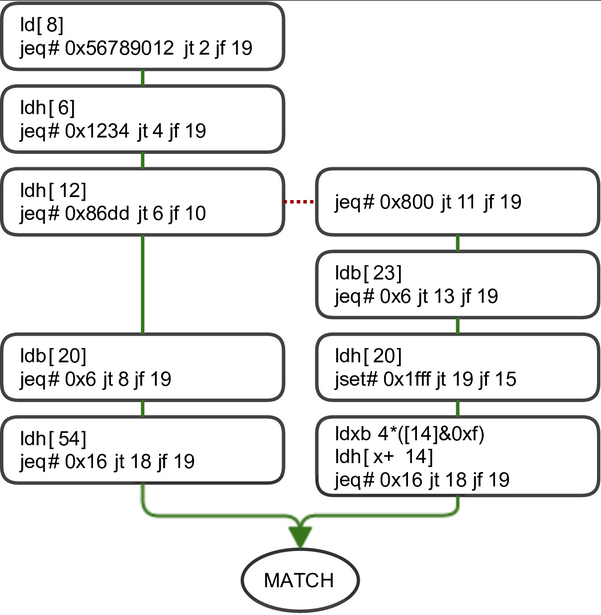 ld[ 8]
jeq# 0x56789012 jt 2 jf 19
ldh[ 6]
jeq# 0x1234 jt 4 jf 19
ldh[ 12]
jeq# 0x86dd jt 6 jf 10
jeq# 0x800 jt 11 jf 19
ldb[ 23]
jeq# 0x6 jt 13 jf 19
ldb[ 20]
jeq# 0x6 jt 8 jf 19
ldh[ 20]
jset# 0x1fff jt 19 jf 15
ldh[ 54]
jeq# 0x16 jt 18 jf 19
ldxb 4*([14]&0xf)
ldh[ x+ 14]
jeq# 0x16 jt 18 jf 19
MATCH